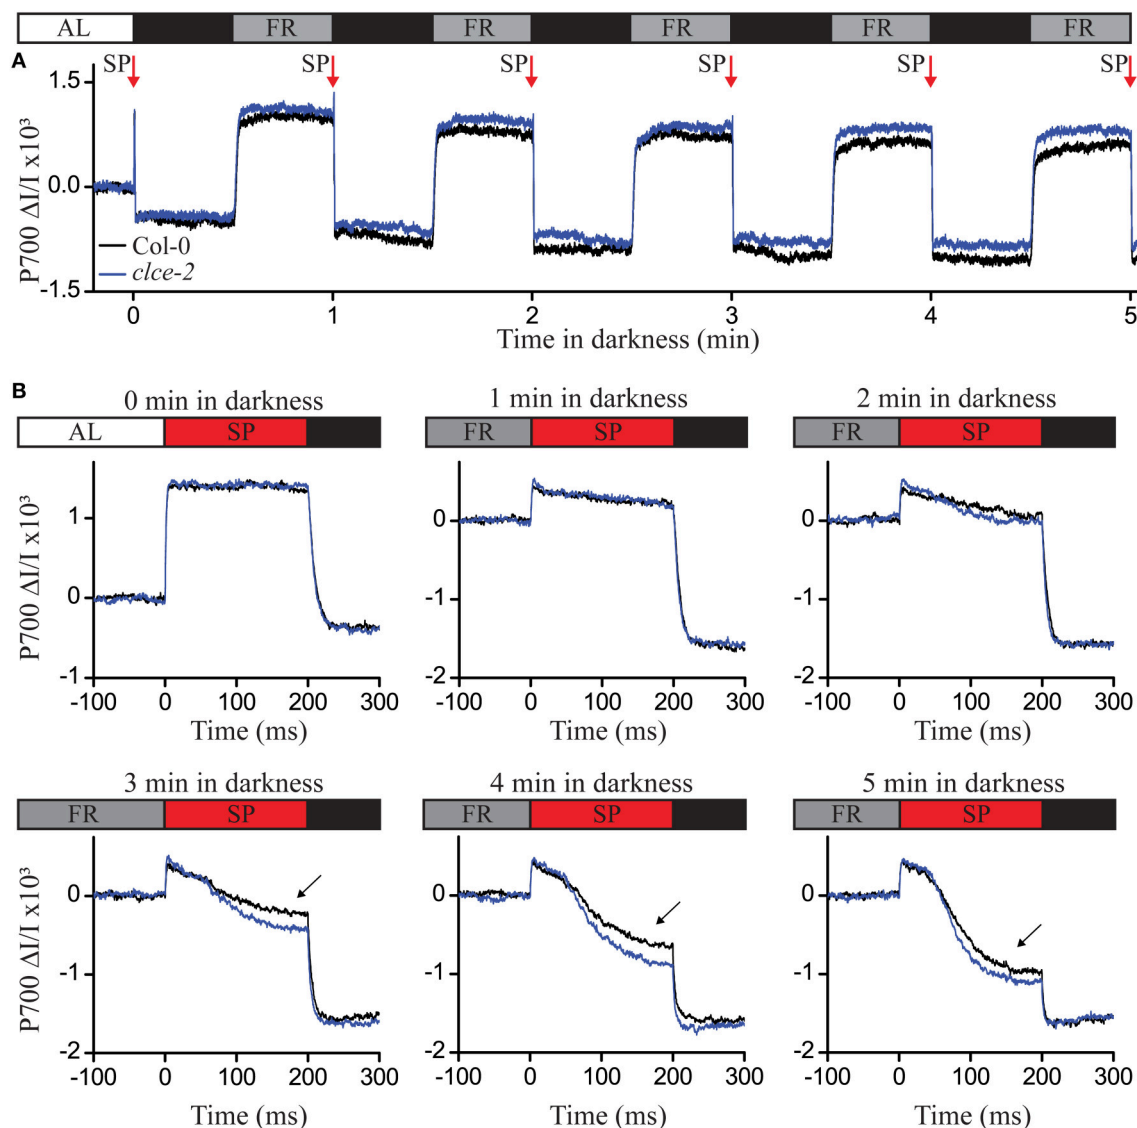 AL FR FR FR FR FR
A
SP SP SP SP SP SP
1.5
0.0
-1.5
P700 ΔI/I x10³
Col-0
clce-2
0 1 2 3 4 5
Time in darkness (min)
B
0 min in darkness 1 min in darkness 2 min in darkness
AL SP FR SP FR SP
P700 ΔI/I x10³
1 0 -1
0 -1 -2
0 -1 -2
-100 0 100 200 300 -100 0 100 200 300 -100 0 100 200 300
Time (ms) Time (ms) Time (ms)
3 min in darkness 4 min in darkness 5 min in darkness
FR SP FR SP FR SP
P700 ΔI/I x10³
0 -1 -2
0 -1 -2
0 -1 -2
-100 0 100 200 300 -100 0 100 200 300 -100 0 100 200 300
Time (ms) Time (ms) Time (ms)